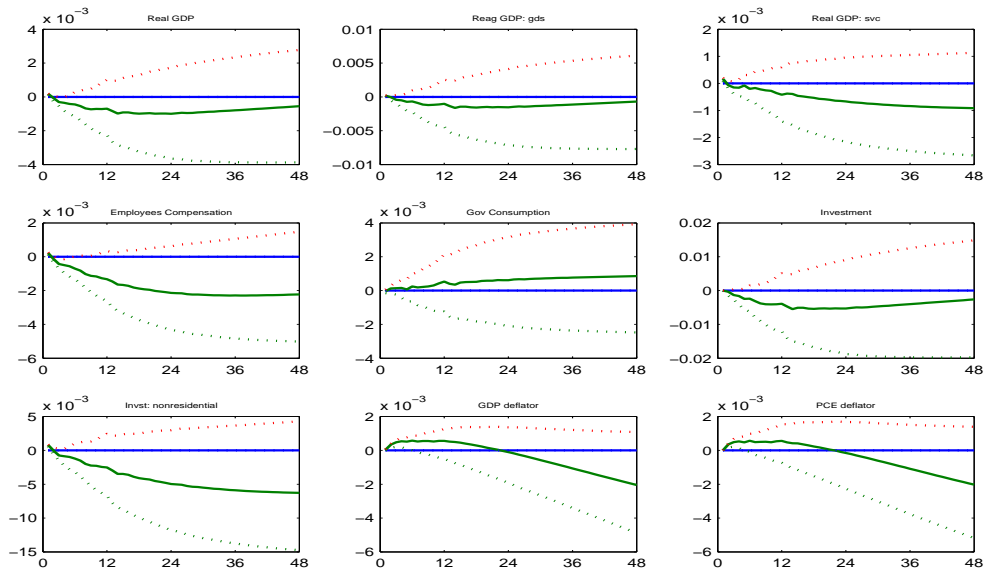 Real GDP
x 10−3
4
2
0
−2
−4
0 12 24 36 48
Reag GDP: gds
0.01
0.005
0
−0.005
−0.01
0 12 24 36 48
Real GDP: svc
x 10−3
2
1
0
−1
−2
−3
0 12 24 36 48
Employees Compensation
x 10−3
2
0
−2
−4
−6
0 12 24 36 48
Gov Consumption
x 10−3
4
2
0
−2
−4
0 12 24 36 48
Investment
0.02
0.01
0
−0.01
−0.02
0 12 24 36 48
Invst: nonresidential
x 10−3
5
0
−5
−10
−15
0 12 24 36 48
GDP deflator
x 10−3
2
0
−2
−4
−6
0 12 24 36 48
PCE deflator
x 10−3
2
0
−2
−4
−6
0 12 24 36 48